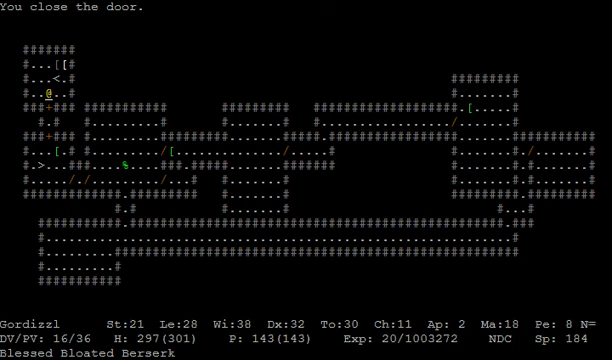 You close the door.
Gordizzl St:21 Le:28 Wi:38 Dx:32 To:30 Ch:11 Ap: 2 Ma:18 Pe: 8 N=
DV/PV: 16/36 H: 297(301) P: 143(143) Exp: 20/1003272 NDC Sp: 184
Blessed Bloated Berserk